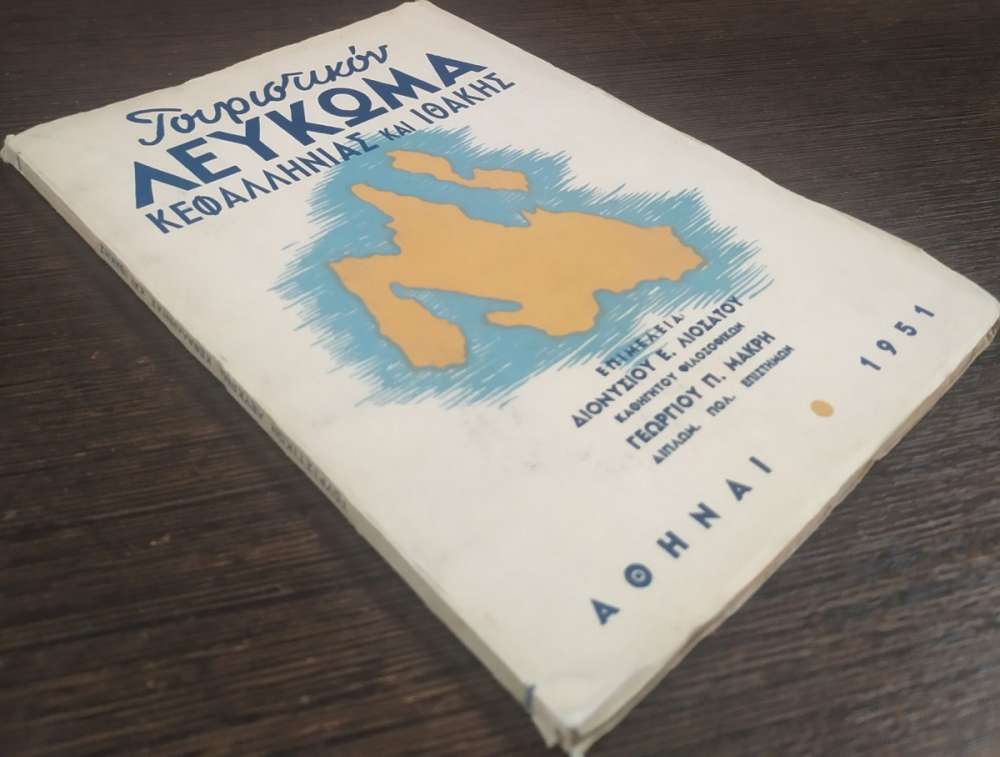 Τουριστικόν
ΛΕΥΚΩΜΑ
ΚΕΦΑΛΛΗΝΙΑΣ ΚΑΙ ΙΘΑΚΗΣ
ΕΠΙΜΕΛΕΙΑ
ΔΙΟΝΥΣΙΟΥ Ε. ΛΙΟΣΑΤΟΥ
ΚΑΘΗΓΗΤΟΥ ΦΙΛΟΣΟΦΙΚΩΝ
ΓΕΩΡΓΙΟΥ Π. ΜΑΚΡΗ
ΔΙΠΛΩΜ. ΠΟΛ. ΕΠΙΣΤΗΜΩΝ
ΑΘΗΝΑΙ • 1951